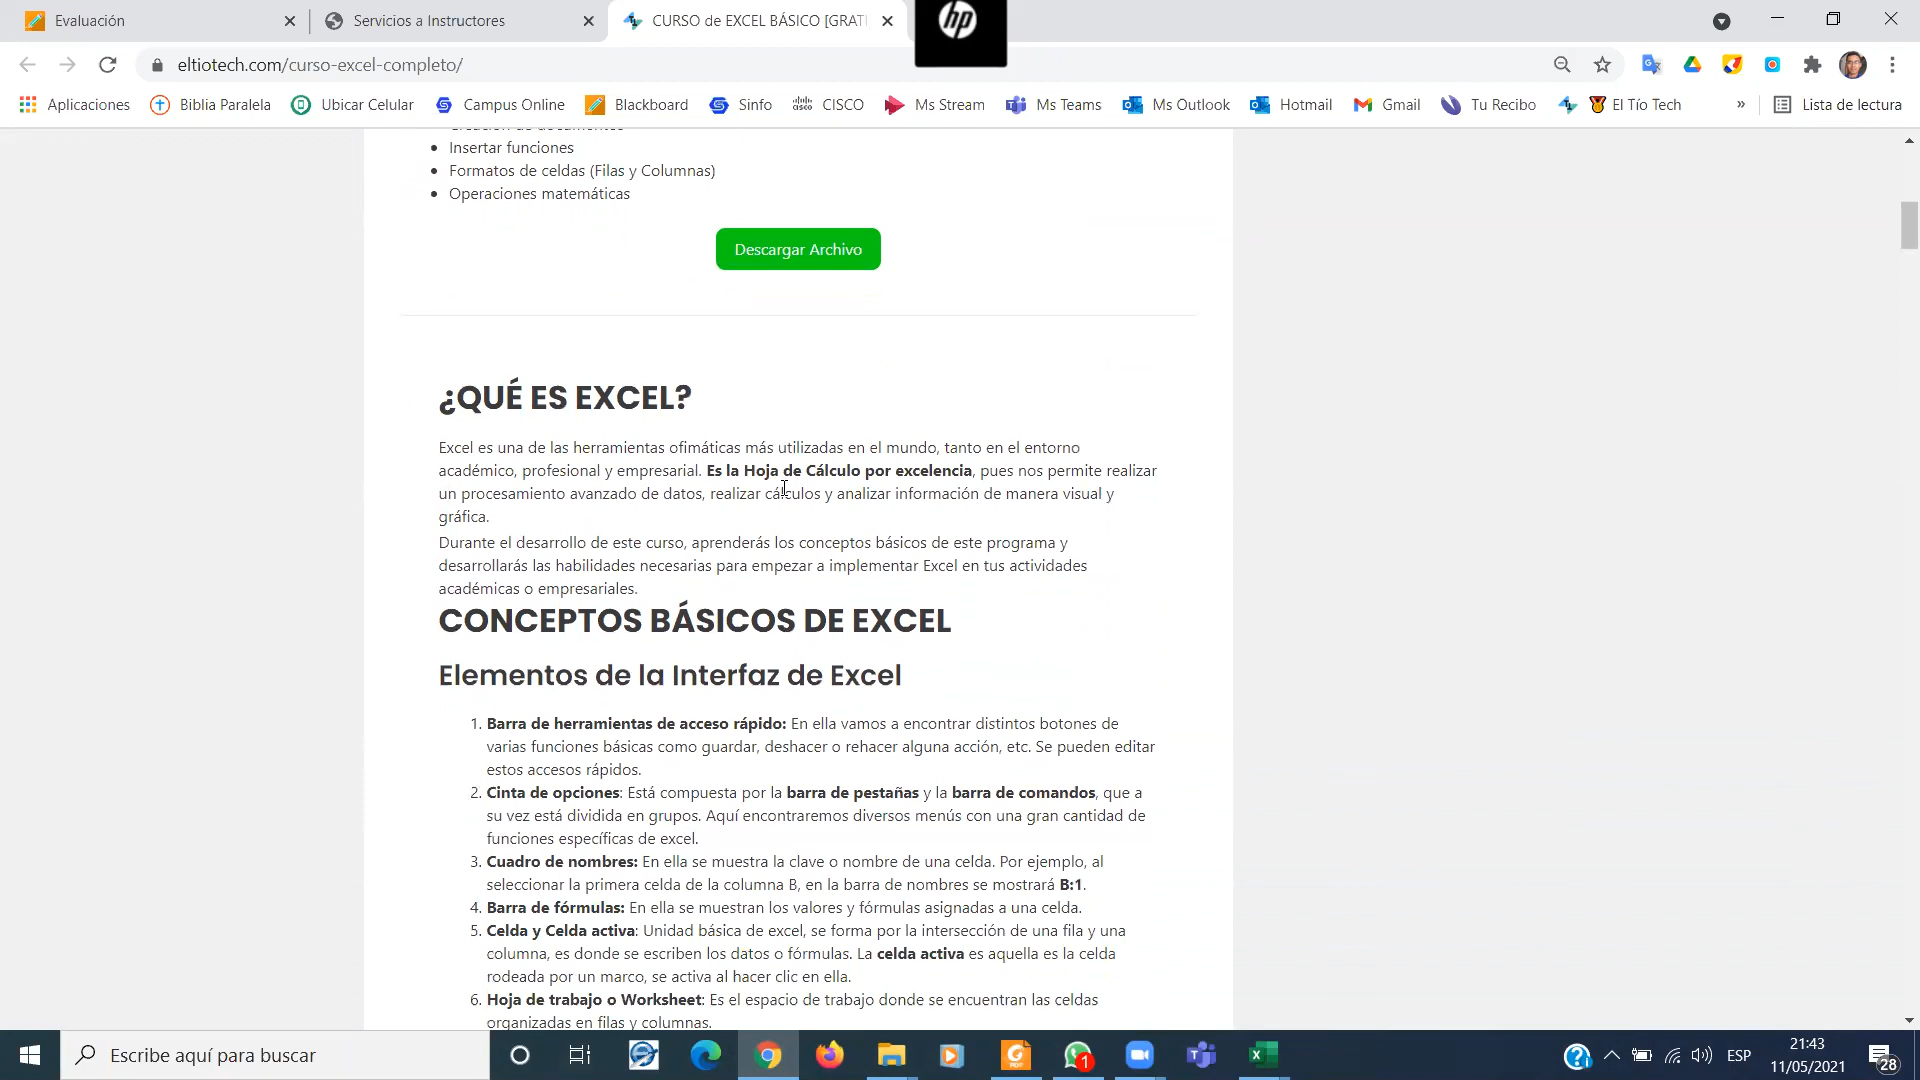 Evaluación
Servicios a Instructores
CURSO de EXCEL BÁSICO [GRATI
hp
eltiotech.com/curso-excel-completo/
Aplicaciones
Biblia Paralela
Ubicar Celular
Campus Online
Blackboard
Sinfo
CISCO
Ms Stream
Ms Teams
Ms Outlook
Hotmail
Gmail
Tu Recibo
El Tío Tech
»
Lista de lectura
Creación de documentos
Insertar funciones
Formatos de celdas (Filas y Columnas)
Operaciones matemáticas
Descargar Archivo
¿QUÉ ES EXCEL?
Excel es una de las herramientas ofimáticas más utilizadas en el mundo, tanto en el entorno
académico, profesional y empresarial. Es la Hoja de Cálculo por excelencia, pues nos permite realizar
un procesamiento avanzado de datos, realizar cálculos y analizar información de manera visual y
gráfica.
Durante el desarrollo de este curso, aprenderás los conceptos básicos de este programa y
desarrollarás las habilidades necesarias para empezar a implementar Excel en tus actividades
académicas o empresariales.
CONCEPTOS BÁSICOS DE EXCEL
Elementos de la Interfaz de Excel
1. Barra de herramientas de acceso rápido: En ella vamos a encontrar distintos botones de
varias funciones básicas como guardar, deshacer o rehacer alguna acción, etc. Se pueden editar
estos accesos rápidos.
2. Cinta de opciones: Está compuesta por la barra de pestañas y la barra de comandos, que a
su vez está dividida en grupos. Aquí encontraremos diversos menús con una gran cantidad de
funciones específicas de excel.
3. Cuadro de nombres: En ella se muestra la clave o nombre de una celda. Por ejemplo, al
seleccionar la primera celda de la columna B, en la barra de nombres se mostrará B:1.
4. Barra de fórmulas: En ella se muestran los valores y fórmulas asignadas a una celda.
5. Celda y Celda activa: Unidad básica de excel, se forma por la intersección de una fila y una
columna, es donde se escriben los datos o fórmulas. La celda activa es aquella es la celda
rodeada por un marco, se activa al hacer clic en ella.
6. Hoja de trabajo o Worksheet: Es el espacio de trabajo donde se encuentran las celdas
organizadas en filas y columnas.
Escribe aquí para buscar
1
ESP
21:43
11/05/2021
28